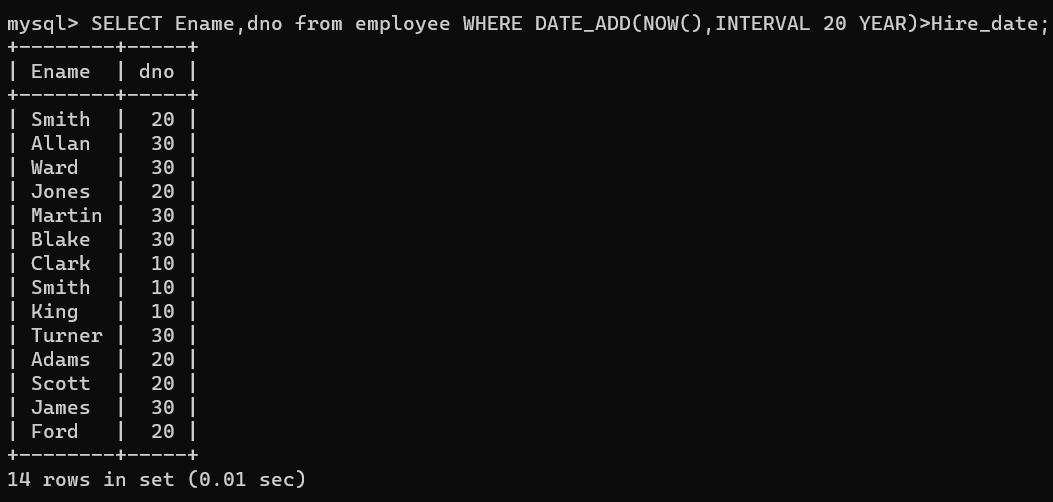 mysql> SELECT Ename,dno from employee WHERE DATE_ADD(NOW(),INTERVAL 20 YEAR)>Hire_date;
+--------+-----+
| Ename  | dno |
+--------+-----+
| Smith  |  20 |
| Allan  |  30 |
| Ward   |  30 |
| Jones  |  20 |
| Martin |  30 |
| Blake  |  30 |
| Clark  |  10 |
| Smith  |  10 |
| King   |  10 |
| Turner |  30 |
| Adams  |  20 |
| Scott  |  20 |
| James  |  30 |
| Ford   |  20 |
+--------+-----+
14 rows in set (0.01 sec)